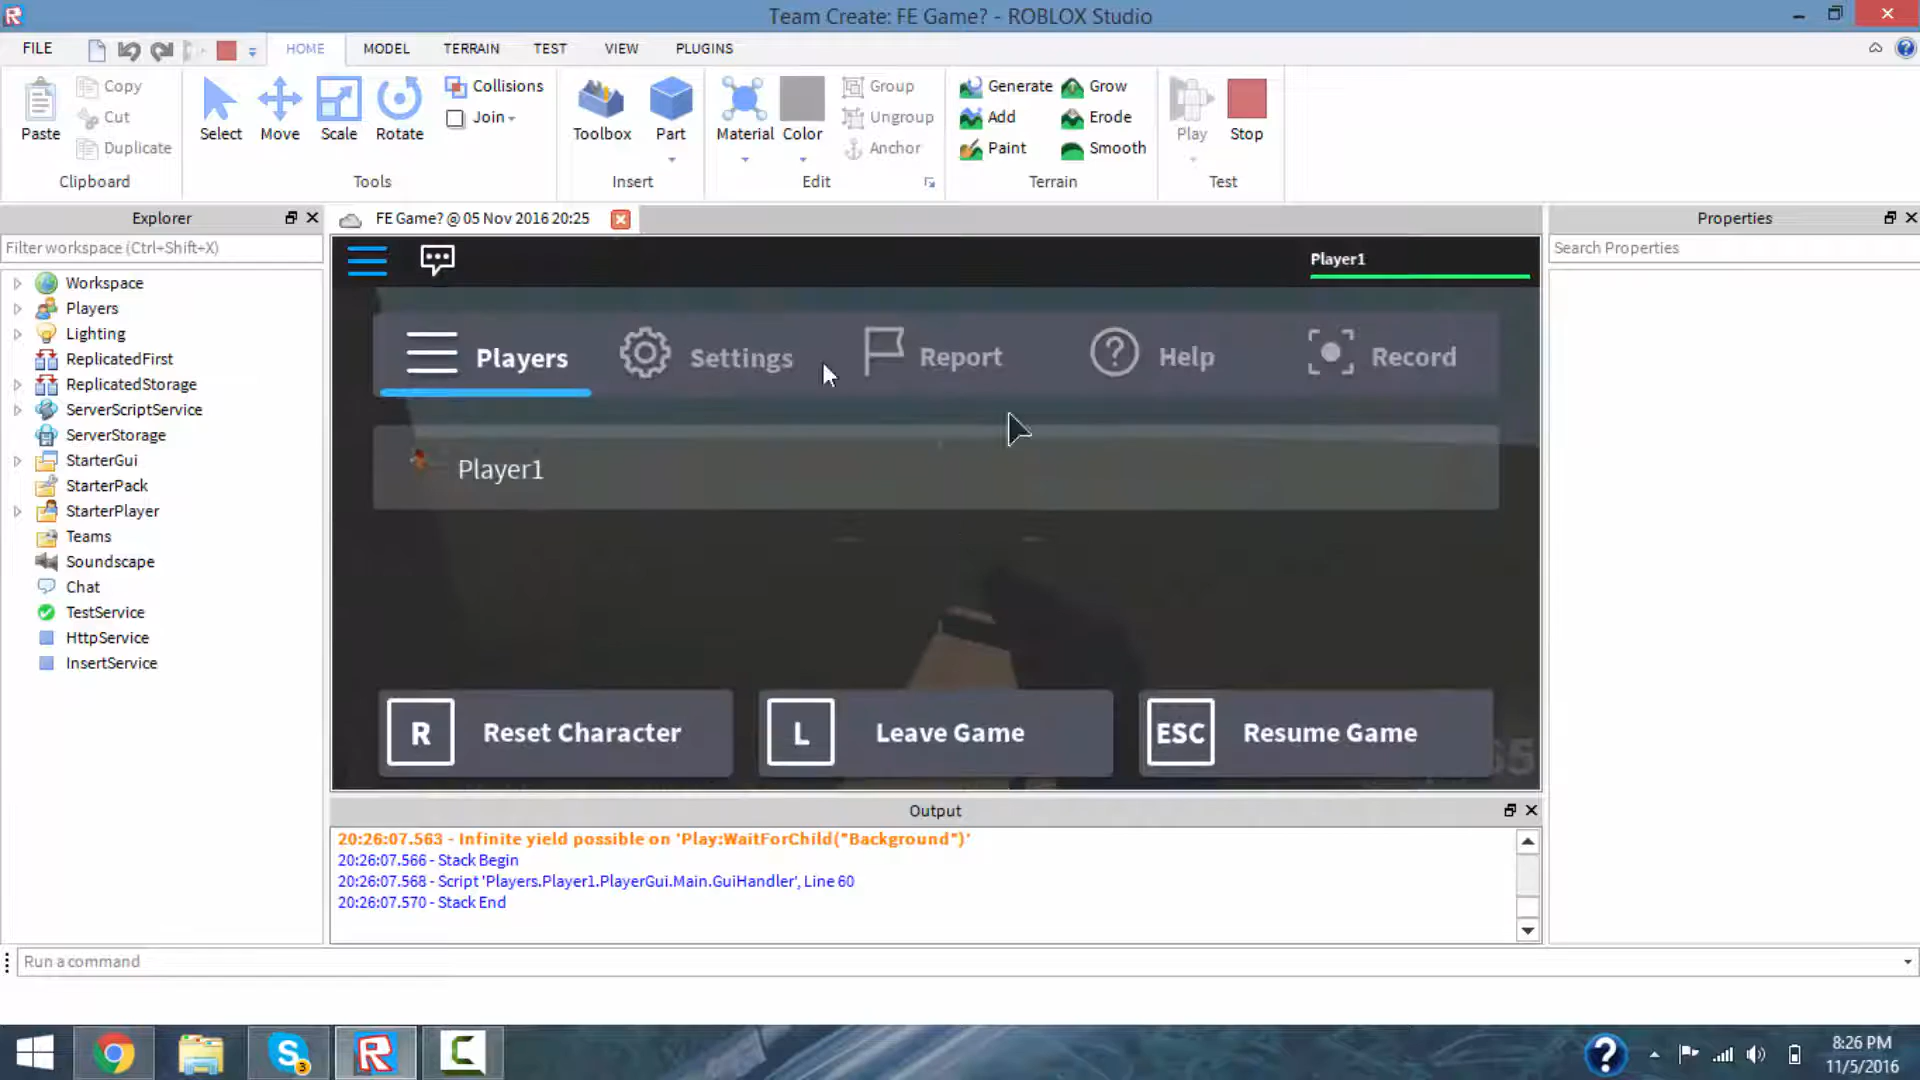 Team Create: FE Game? - ROBLOX Studio
FILE HOME MODEL TERRAIN TEST VIEW PLUGINS
Paste Copy Cut Duplicate
Clipboard
Select Move Scale Rotate Collisions Join
Tools
Toolbox Part
Insert
Material Color Group Ungroup Anchor
Edit
Generate Grow
Add Erode
Paint Smooth
Terrain
Play Stop
Test
Explorer
Filter workspace (Ctrl+Shift+X)
Workspace
Players
Lighting
ReplicatedFirst
ReplicatedStorage
ServerScriptService
ServerStorage
StarterGui
StarterPack
StarterPlayer
Teams
Soundscape
Chat
TestService
HttpService
InsertService
FE Game? @ 05 Nov 2016 20:25
Player1
Players Settings Report Help Record
Player1
R Reset Character L Leave Game ESC Resume Game
Output
20:26:07.563 - Infinite yield possible on 'Play:WaitForChild("Background")'
20:26:07.566 - Stack Begin
20:26:07.568 - Script 'Players.Player1.PlayerGui.Main.GuiHandler', Line 60
20:26:07.570 - Stack End
Properties
Search Properties
Run a command
3
8:26 PM
11/5/2016